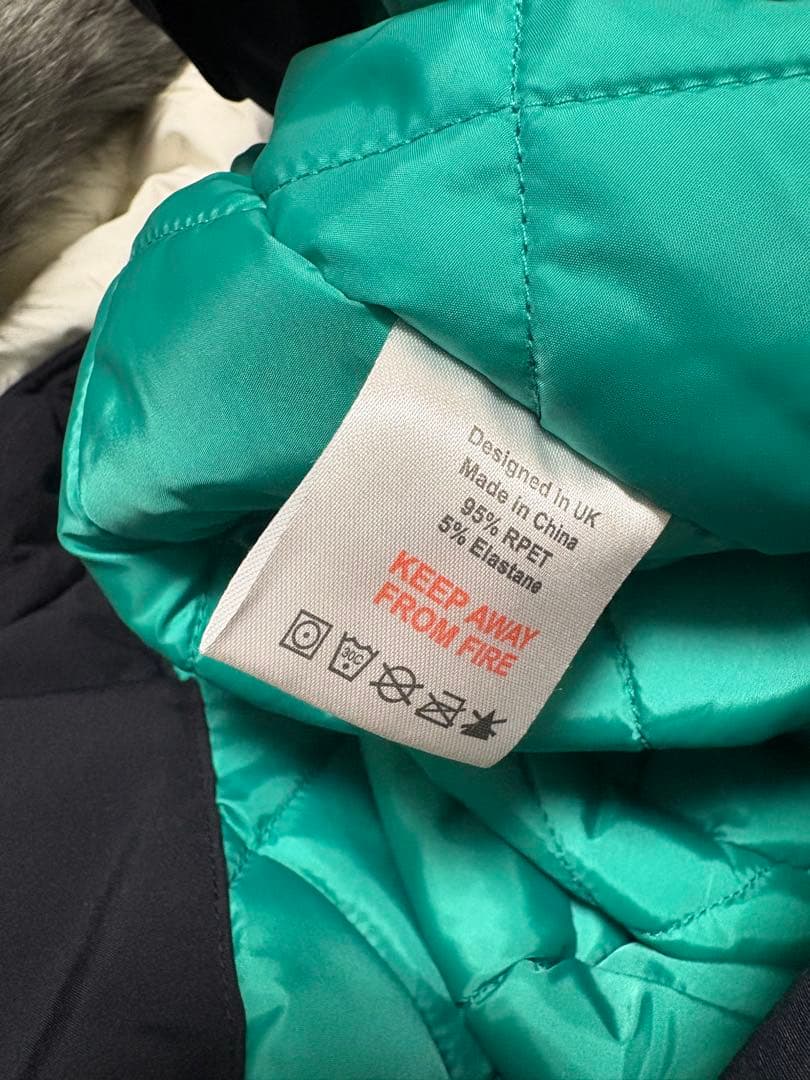 Designed in UK
Made in China
95% RPET
5% Elastane
KEEP AWAY
FROM FIRE
30C